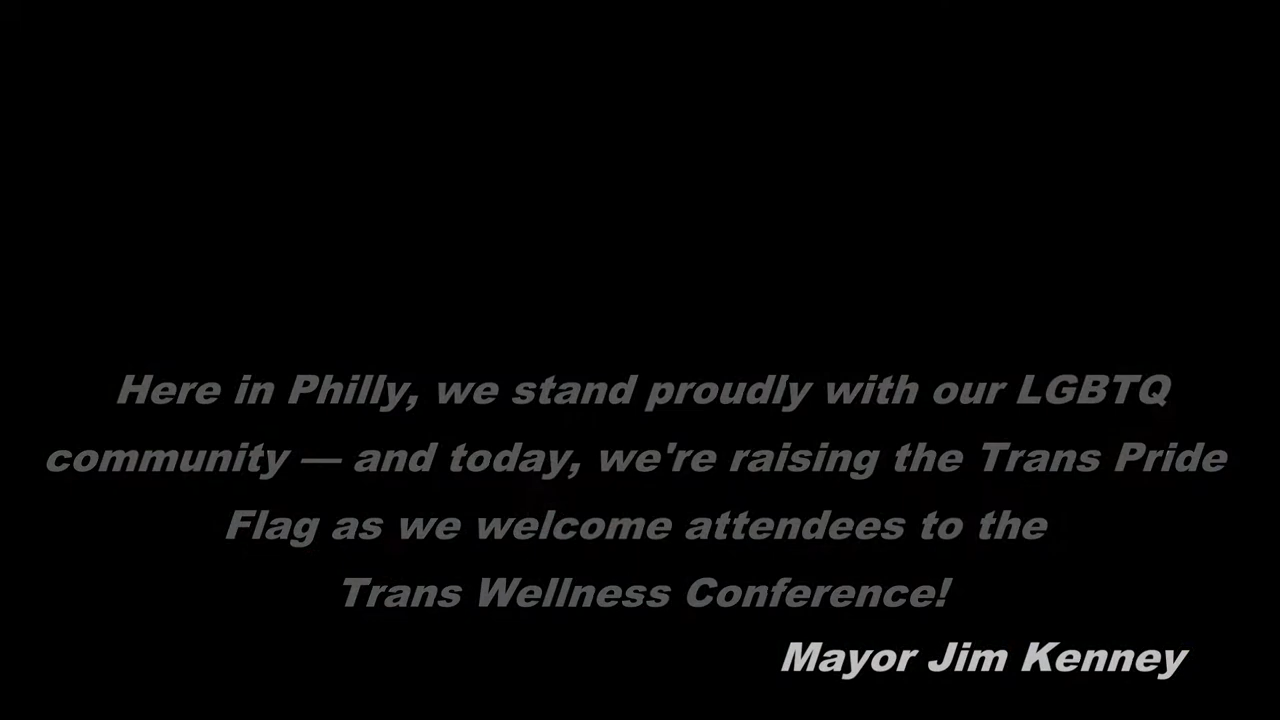 Here in Philly, we stand proudly with our LGBTQ
community — and today, we're raising the Trans Pride
Flag as we welcome attendees to the
Trans Wellness Conference!
Mayor Jim Kenney